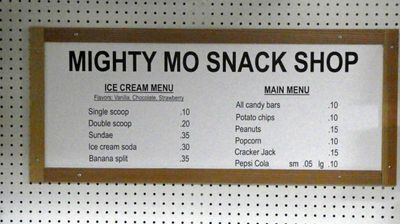 MIGHTY MO SNACK SHOP
ICE CREAM MENU
Flavors: Vanilla, Chocolate, Strawberry
Single scoop .10
Double scoop .20
Sundae .35
Ice cream soda .30
Banana split .35
MAIN MENU
All candy bars .10
Potato chips .10
Peanuts .15
Popcorn .10
Cracker Jack .15
Pepsi Cola sm .05 lg .10